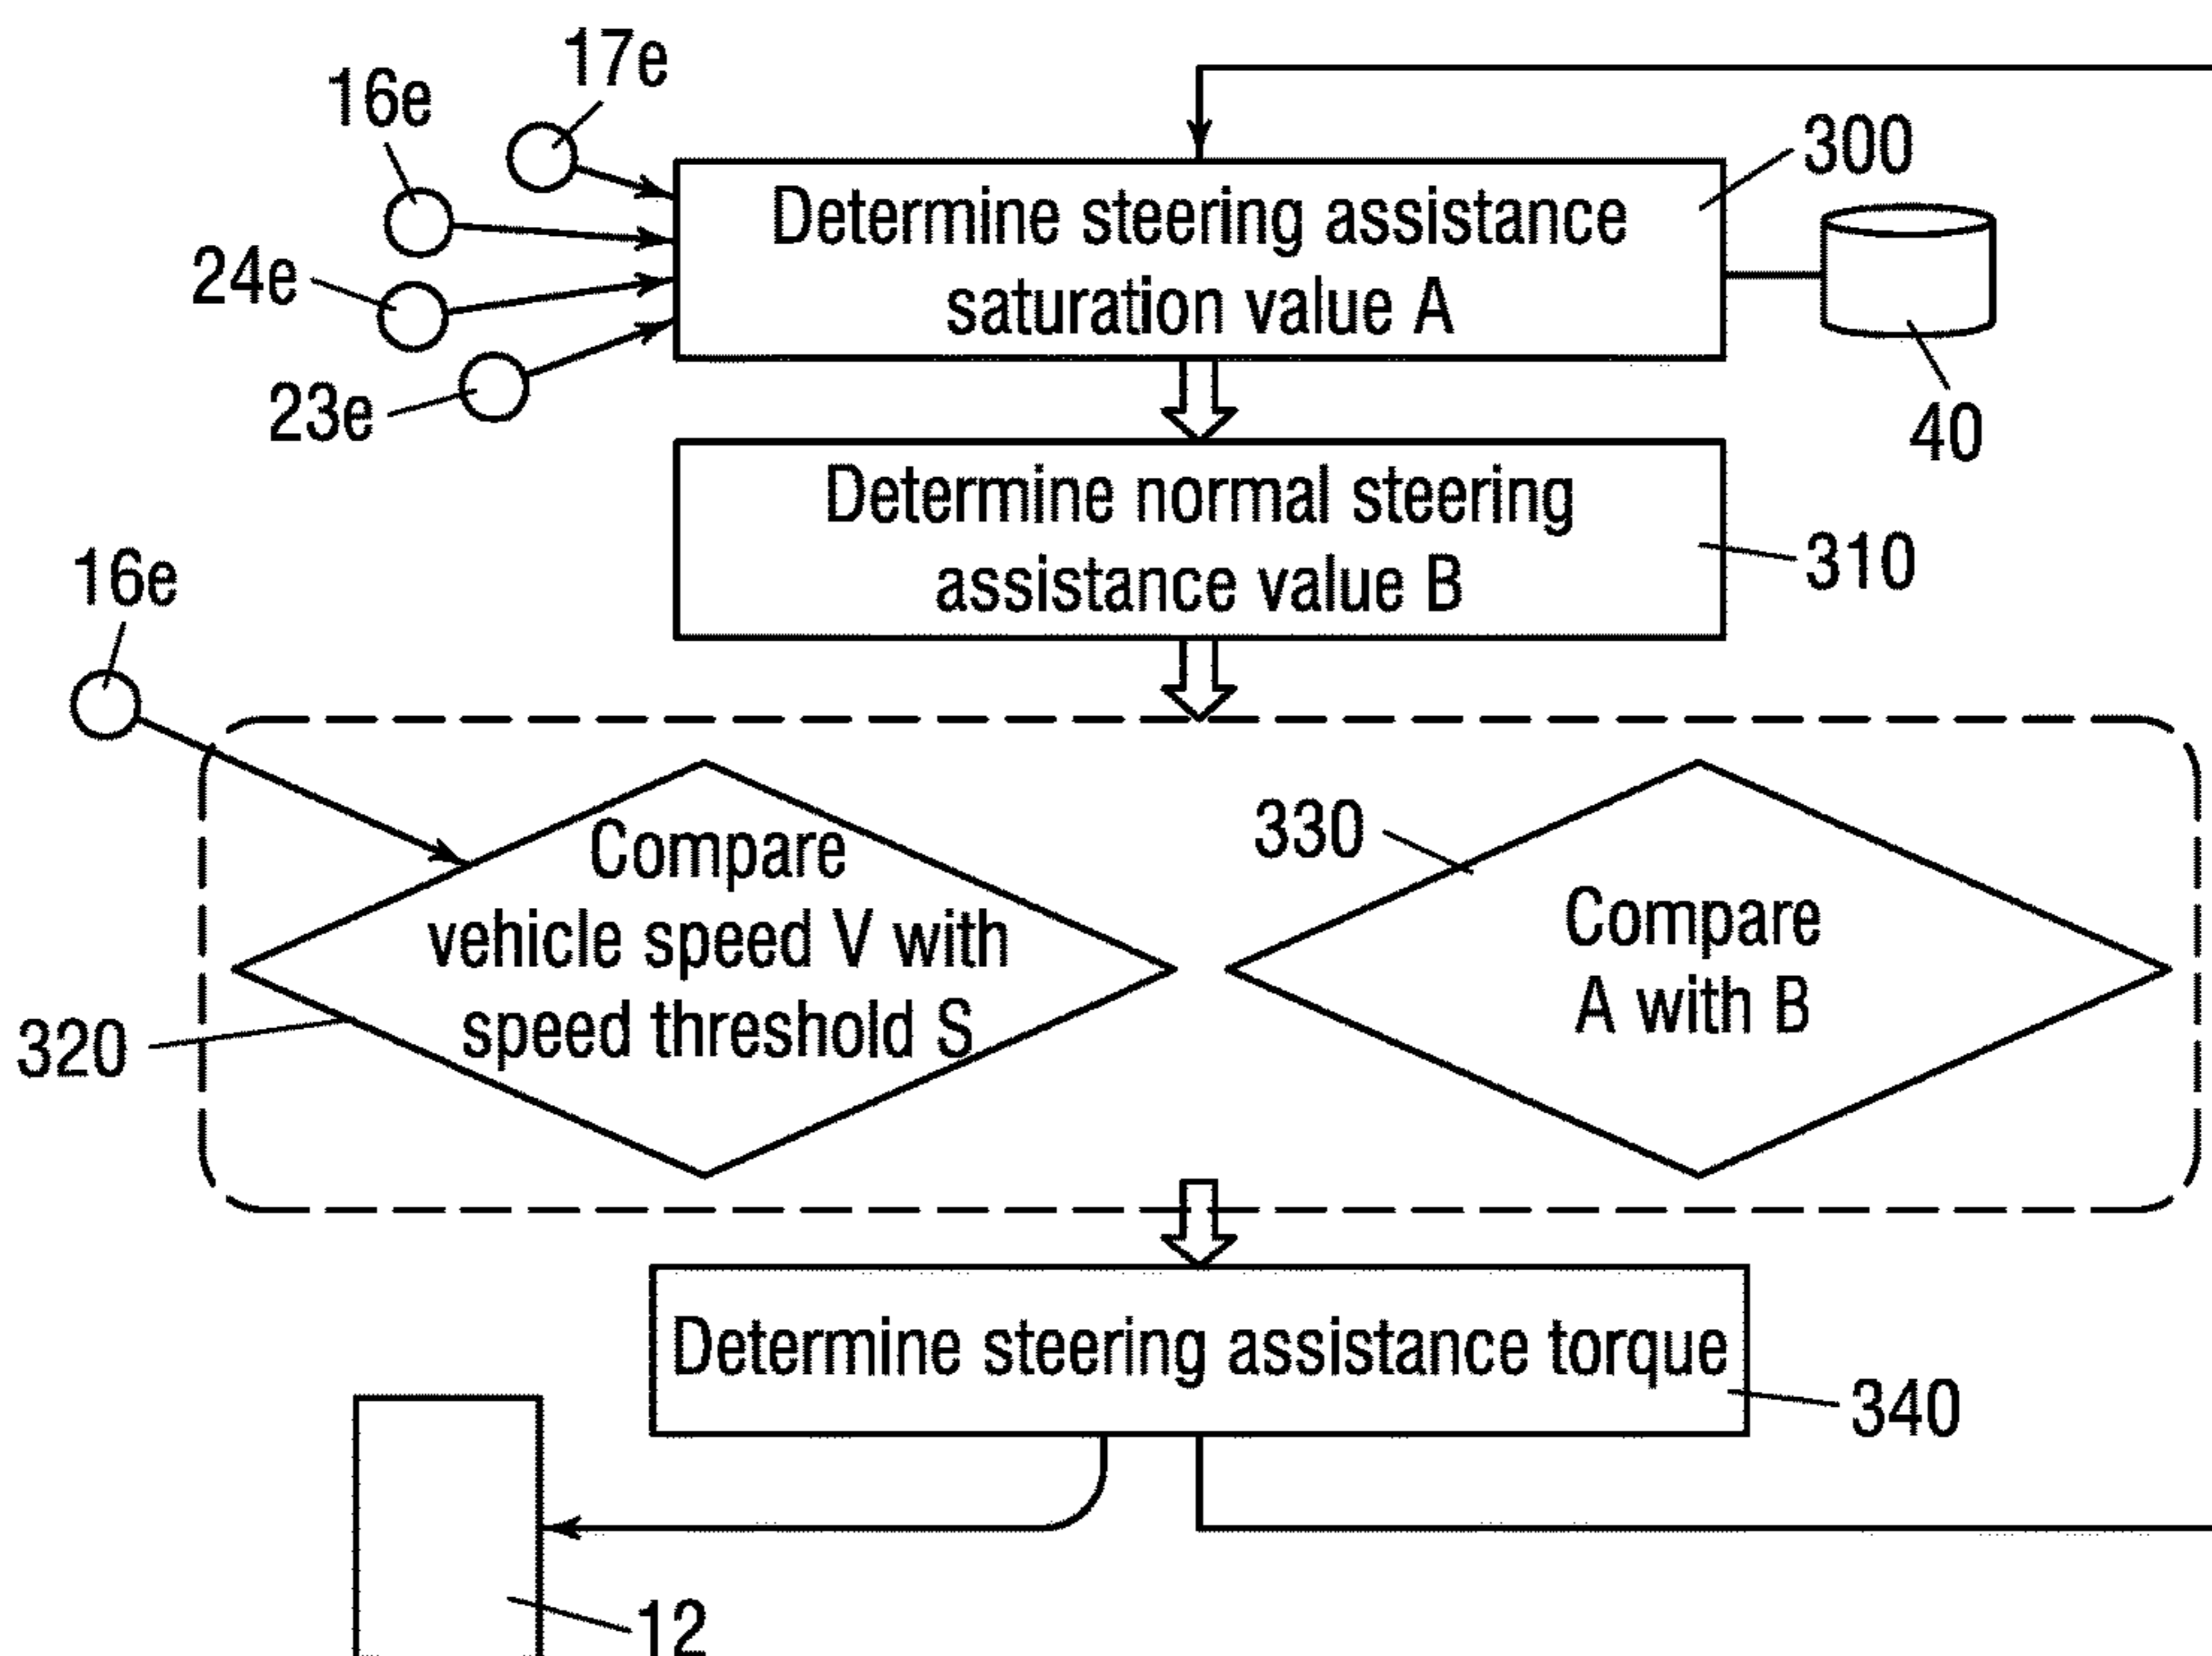 17e
16e
300
Determine steering assistance
saturation value A
24e
23e
40
Determine normal steering
assistance value B
310
16e
330
Compare
vehicle speed V with
speed threshold S
Compare
A with B
320
Determine steering assistance torque
340
12